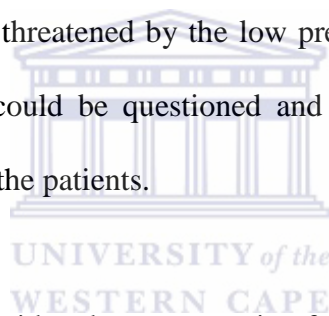 threatened by the low pre
could be questioned and
the patients.
UNIVERSITY of the
WESTERN CAPE